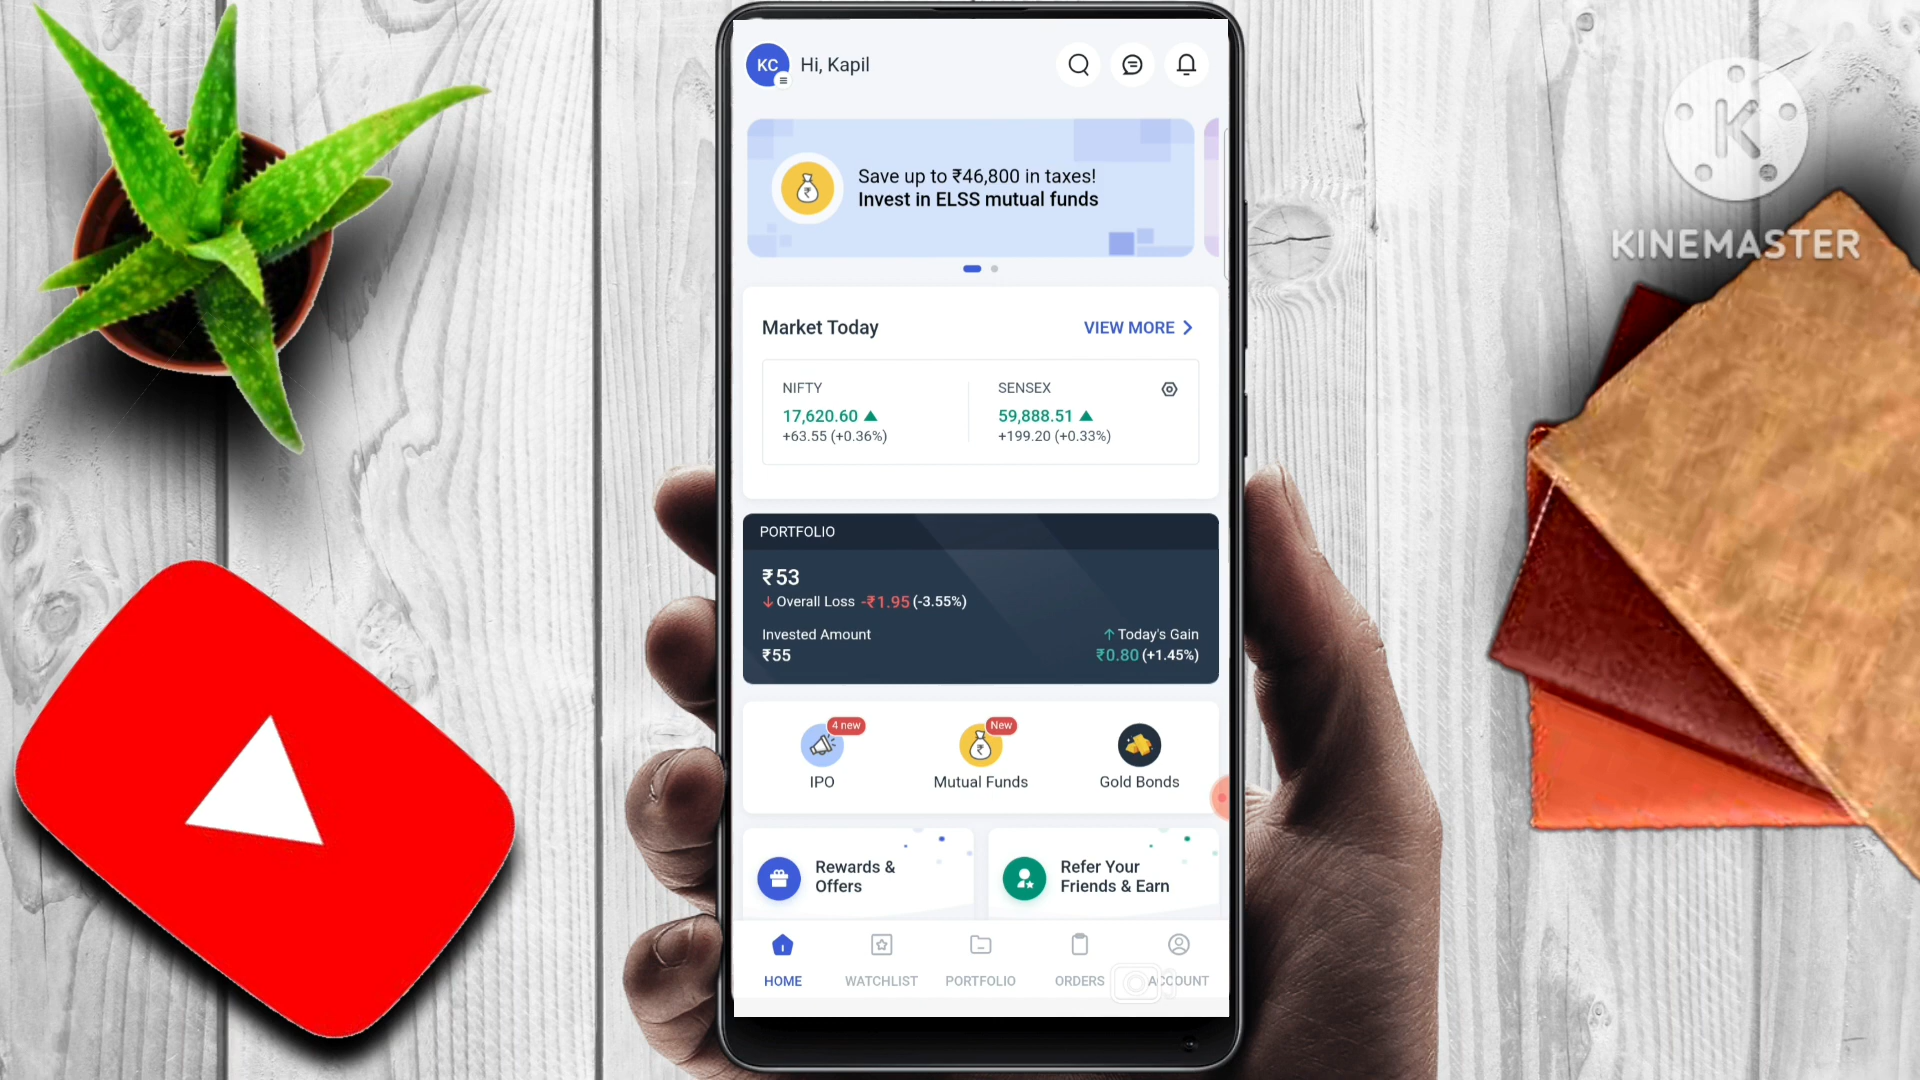 KC
Hi, Kapil
Save up to ₹46,800 in taxes!
Invest in ELSS mutual funds
K
KINEMASTER
Market Today
VIEW MORE
NIFTY
17,620.60
+63.55 (+0.36%)
SENSEX
59,888.51
+199.20 (+0.33%)
PORTFOLIO
₹53
Overall Loss -₹1.95 (-3.55%)
Invested Amount
₹55
Today's Gain
₹0.80 (+1.45%)
4 new
IPO
New
Mutual Funds
Gold Bonds
Rewards &
Offers
Refer Your
Friends & Earn
HOME
WATCHLIST
PORTFOLIO
ORDERS
ACCOUNT